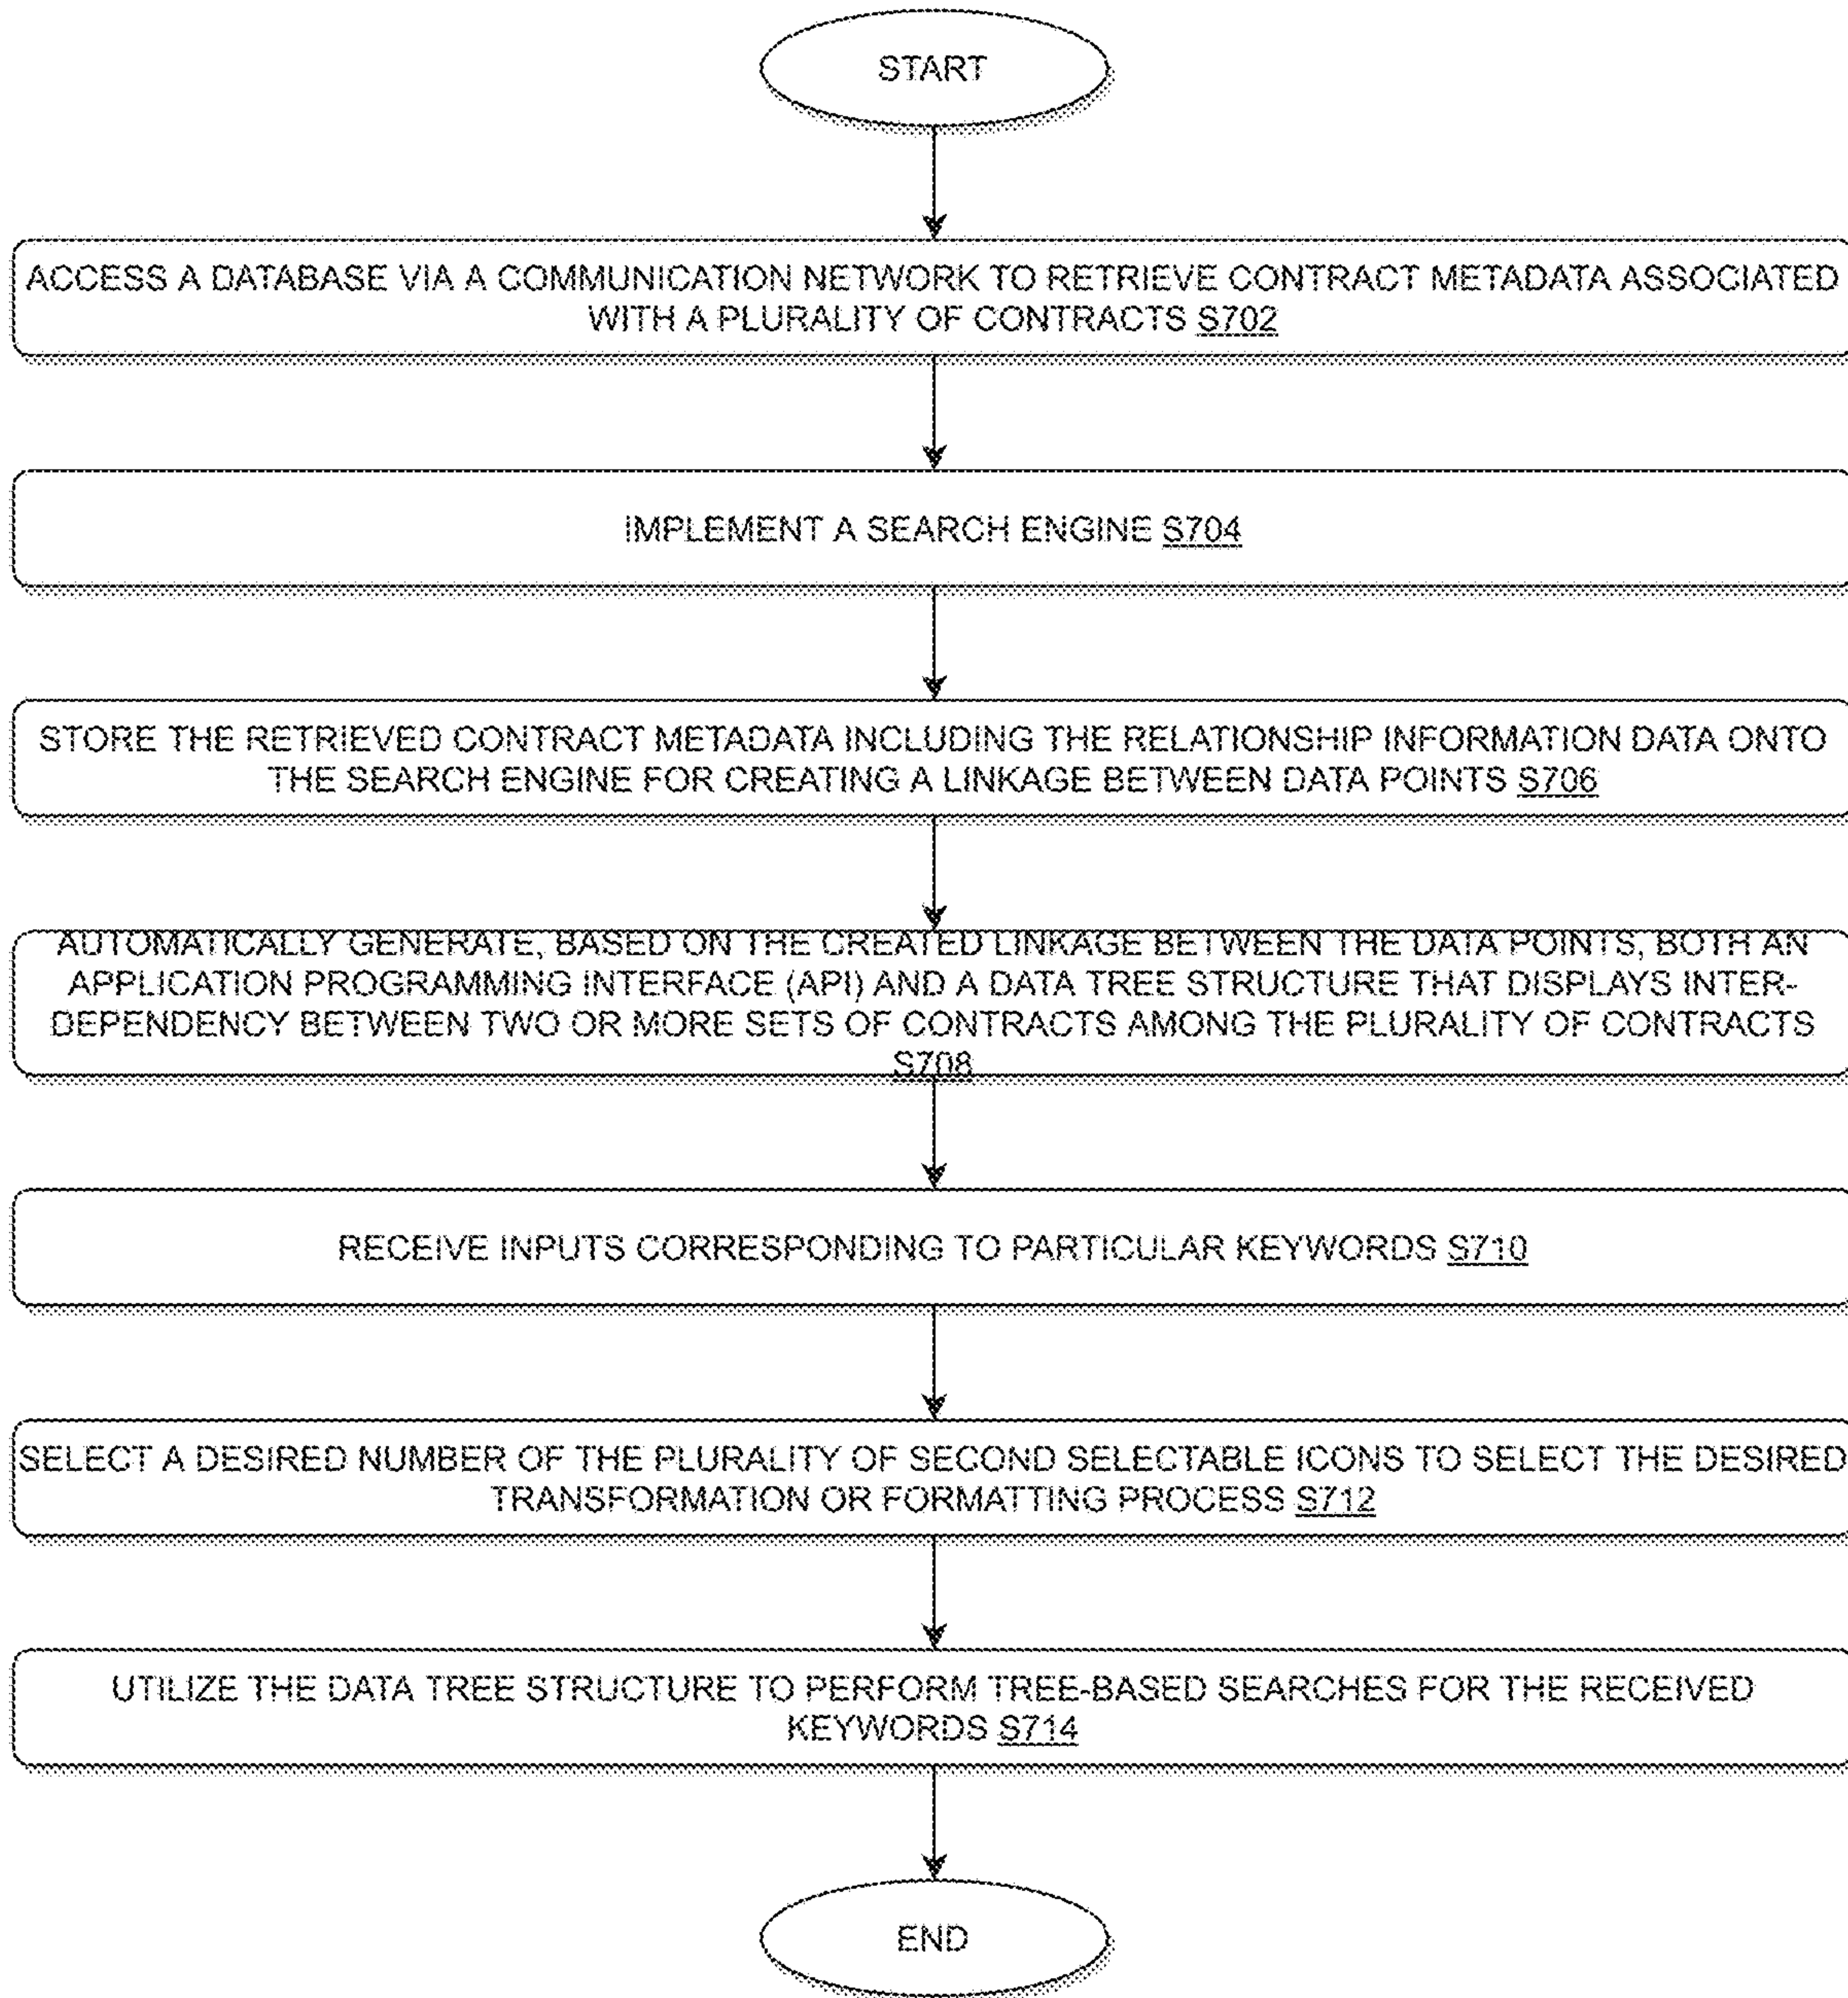 START
ACCESS A DATABASE VIA A COMMUNICATION NETWORK TO RETRIEVE CONTRACT METADATA ASSOCIATED
WITH A PLURALITY OF CONTRACTS S702
IMPLEMENT A SEARCH ENGINE S704
STORE THE RETRIEVED CONTRACT METADATA INCLUDING THE RELATIONSHIP INFORMATION DATA ONTO
THE SEARCH ENGINE FOR CREATING A LINKAGE BETWEEN DATA POINTS S706
AUTOMATICALLY GENERATE, BASED ON THE CREATED LINKAGE BETWEEN THE DATA POINTS, BOTH AN
APPLICATION PROGRAMMING INTERFACE (API) AND A DATA TREE STRUCTURE THAT DISPLAYS INTER-
DEPENDENCY BETWEEN TWO OR MORE SETS OF CONTRACTS AMONG THE PLURALITY OF CONTRACTS
S708
RECEIVE INPUTS CORRESPONDING TO PARTICULAR KEYWORDS S710
SELECT A DESIRED NUMBER OF THE PLURALITY OF SECOND SELECTABLE ICONS TO SELECT THE DESIRED
TRANSFORMATION OR FORMATTING PROCESS S712
UTILIZE THE DATA TREE STRUCTURE TO PERFORM TREE-BASED SEARCHES FOR THE RECEIVED
KEYWORDS S714
END